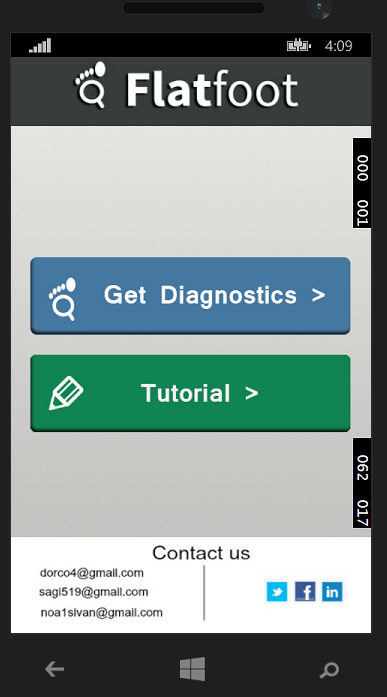 4:09
Flatfoot
000 001
Get Diagnostics >
Tutorial >
062 017
Contact us
dorco4@gmail.com
sagi519@gmail.com
noa1sivan@gmail.com